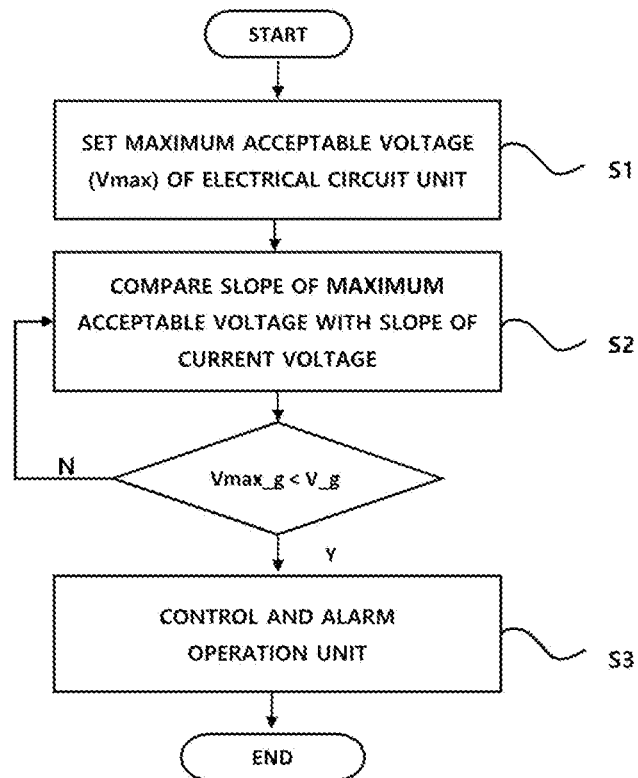 START
SET MAXIMUM ACCEPTABLE VOLTAGE
(Vmax) OF ELECTRICAL CIRCUIT UNIT
S1
COMPARE SLOPE OF MAXIMUM
ACCEPTABLE VOLTAGE WITH SLOPE OF
CURRENT VOLTAGE
S2
N
Vmax_g < V_g
Y
CONTROL AND ALARM
OPERATION UNIT
S3
END